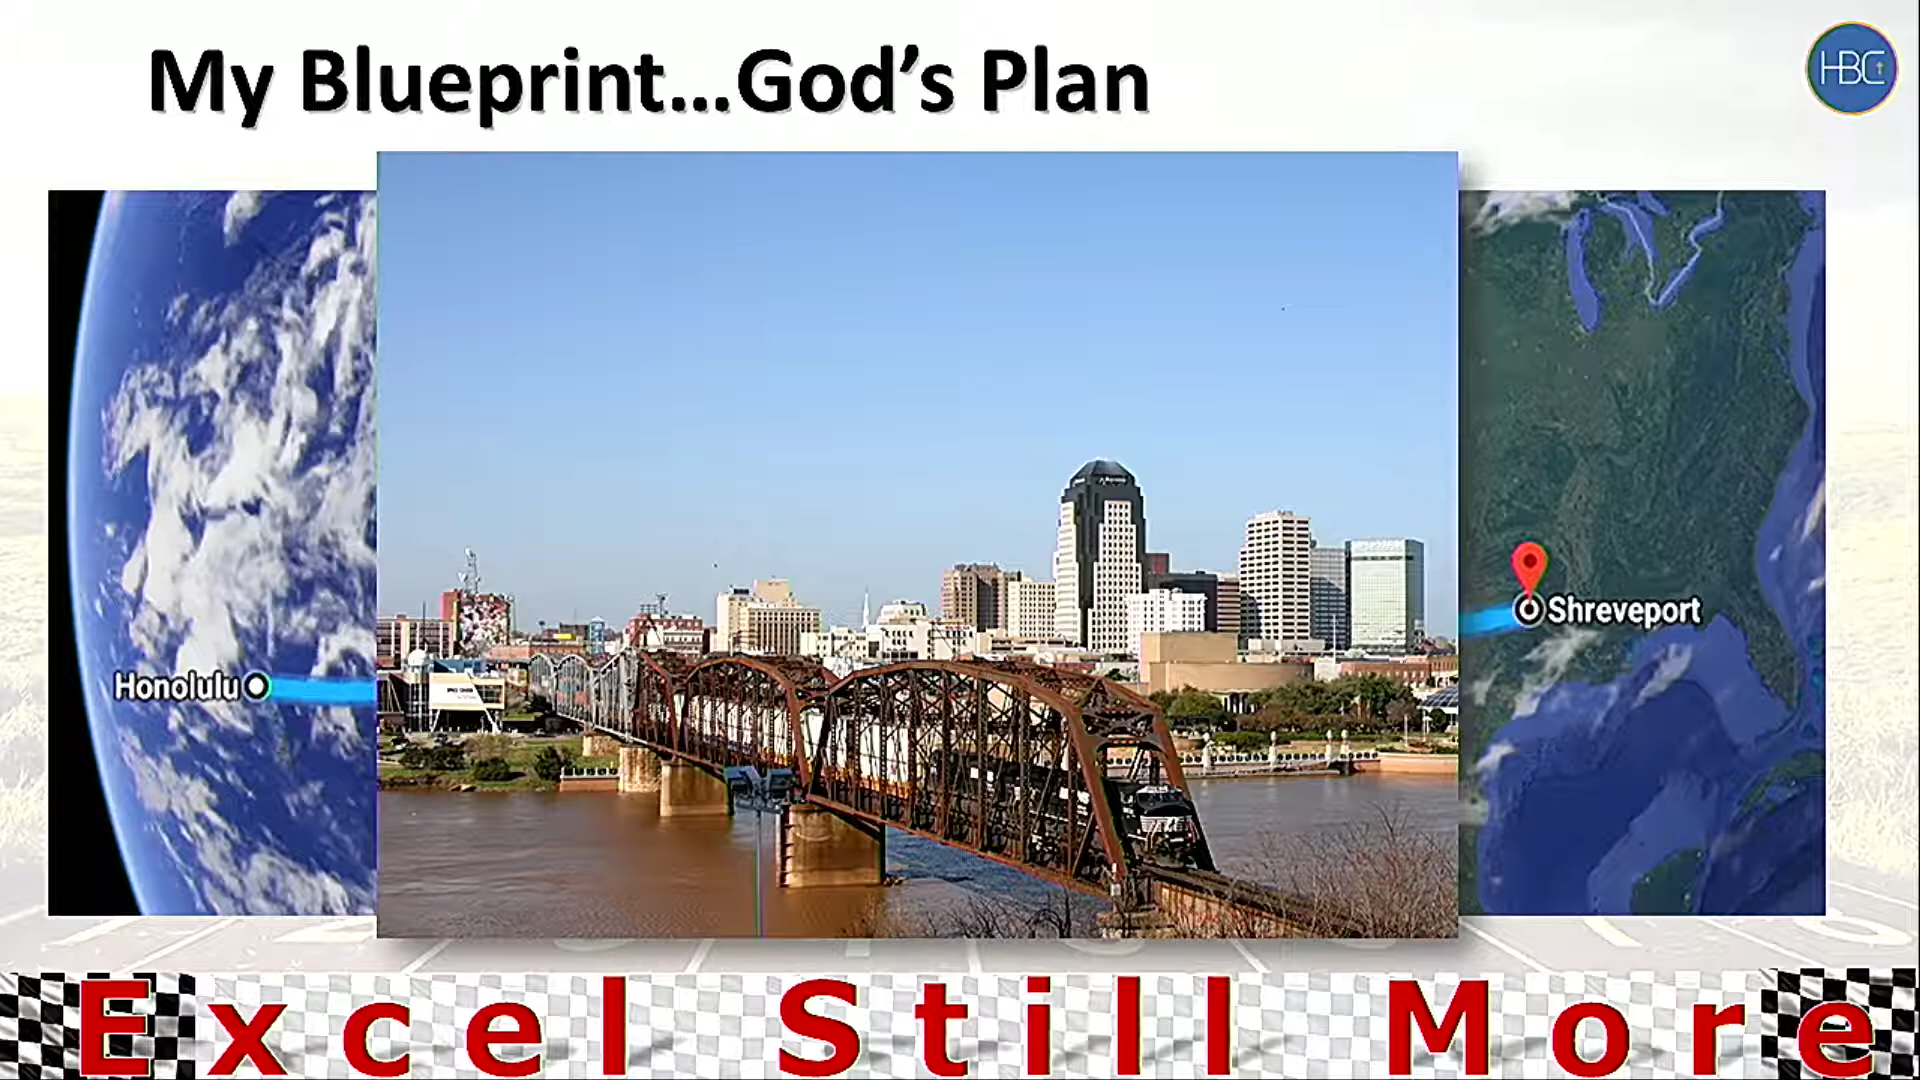 My Blueprint...God's Plan
HBC
Honolulu
Shreveport
Excel Still More